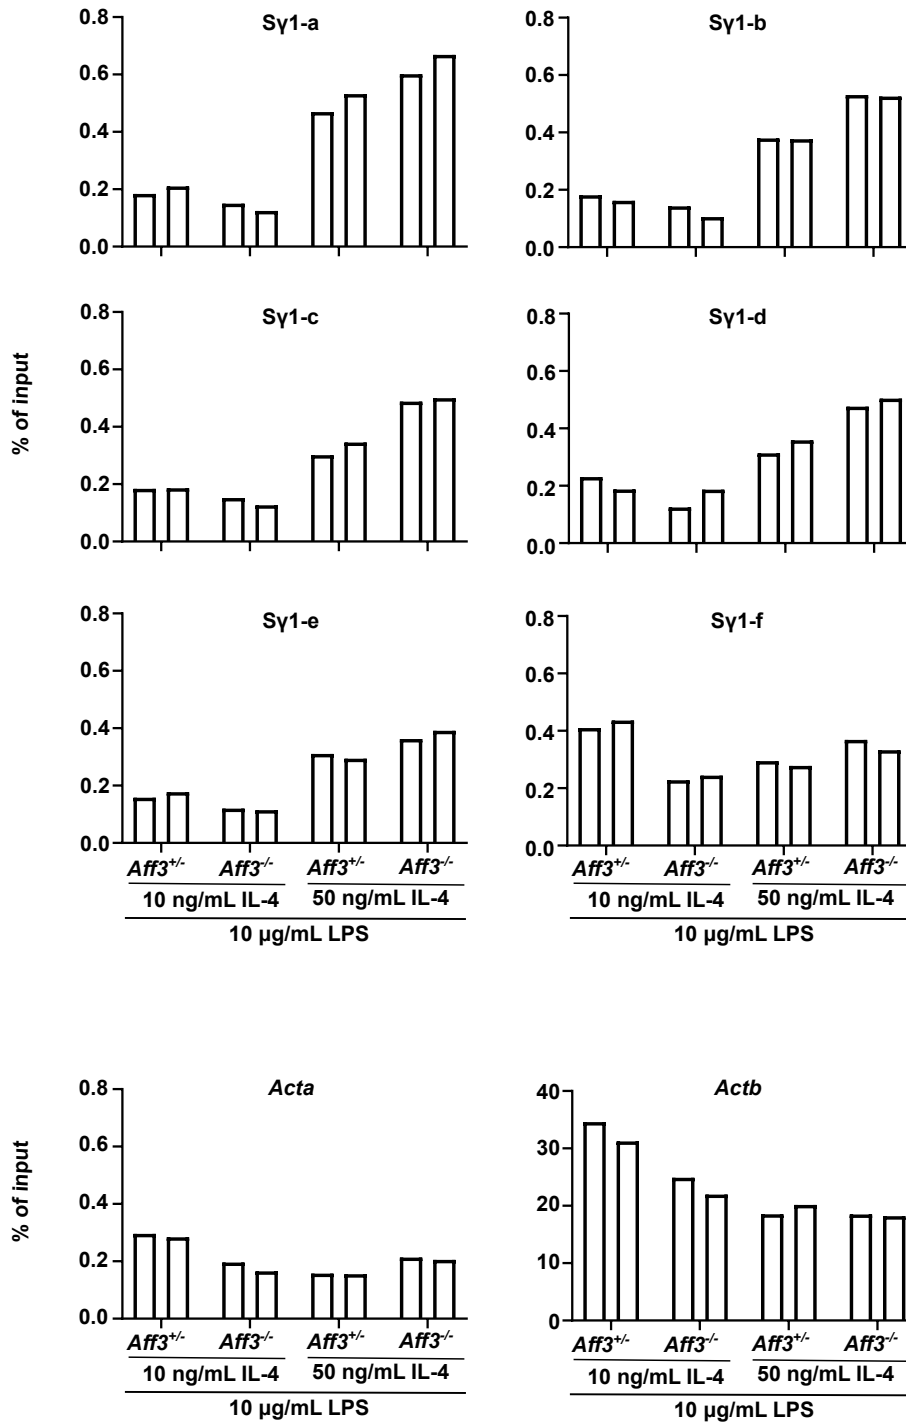 Sγ1-a
0.8
0.6
0.4
0.2
0.0
Sγ1-b
0.8
0.6
0.4
0.2
0.0
% of input
Sγ1-c
0.8
0.6
0.4
0.2
0.0
Sγ1-d
0.8
0.6
0.4
0.2
0.0
Sγ1-e
0.8
0.6
0.4
0.2
0.0
Aff3+/- Aff3-/- Aff3+/- Aff3-/-
10 ng/mL IL-4 50 ng/mL IL-4
10 µg/mL LPS
Sγ1-f
0.8
0.6
0.4
0.2
0.0
Aff3+/- Aff3-/- Aff3+/- Aff3-/-
10 ng/mL IL-4 50 ng/mL IL-4
10 µg/mL LPS
% of input
Acta
0.8
0.6
0.4
0.2
0.0
Aff3+/- Aff3-/- Aff3+/- Aff3-/-
10 ng/mL IL-4 50 ng/mL IL-4
10 µg/mL LPS
Actb
40
30
20
10
0
Aff3+/- Aff3-/- Aff3+/- Aff3-/-
10 ng/mL IL-4 50 ng/mL IL-4
10 µg/mL LPS